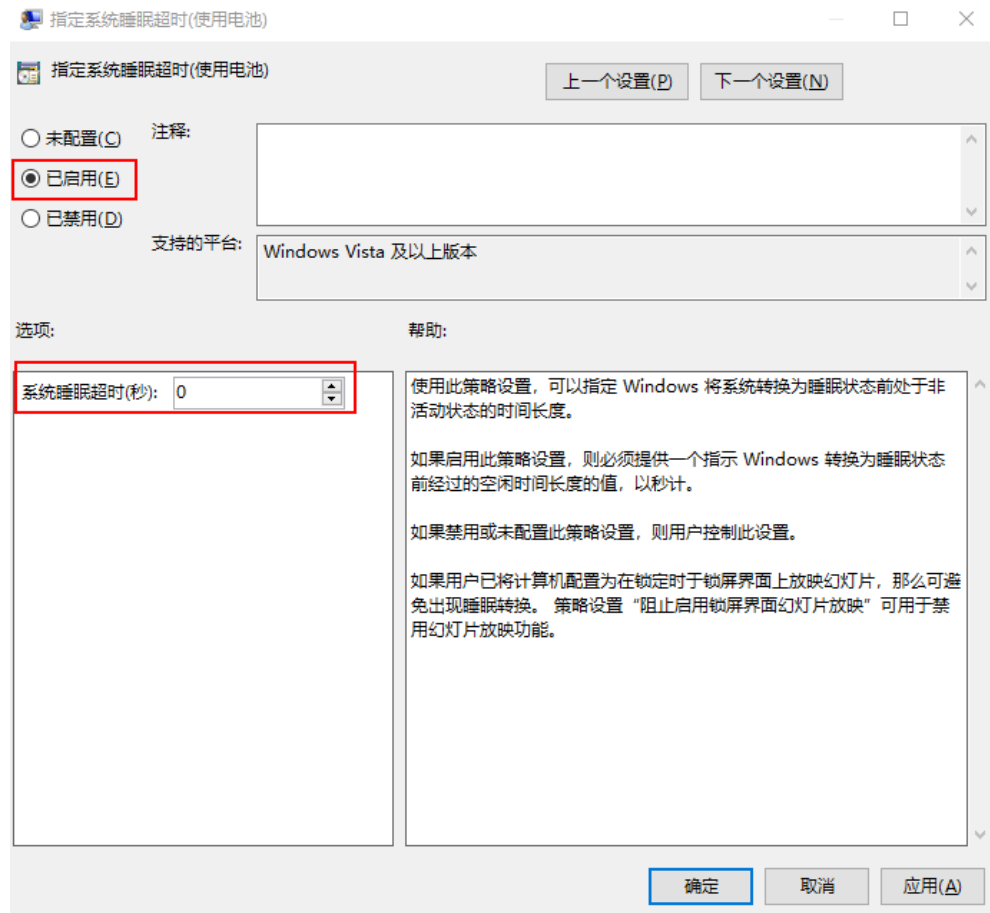 指定系统睡眠超时(使用电池)
指定系统睡眠超时(使用电池)
上一个设置(P)
下一个设置(N)
未配置(C)
注释:
已启用(E)
已禁用(D)
支持的平台:
Windows Vista 及以上版本
选项:
帮助:
系统睡眠超时(秒):
0
使用此策略设置，可以指定 Windows 将系统转换为睡眠状态前处于非
活动状态的时间长度。
如果启用此策略设置，则必须提供一个指示 Windows 转换为睡眠状态
前经过的空闲时间长度的值，以秒计。
如果禁用或未配置此策略设置，则用户控制此设置。
如果用户已将计算机配置为在锁定时于锁屏界面上放映幻灯片，那么可避
免出现睡眠转换。 策略设置“阻止启用锁屏界面幻灯片放映”可用于禁
用幻灯片放映功能。
确定
取消
应用(A)